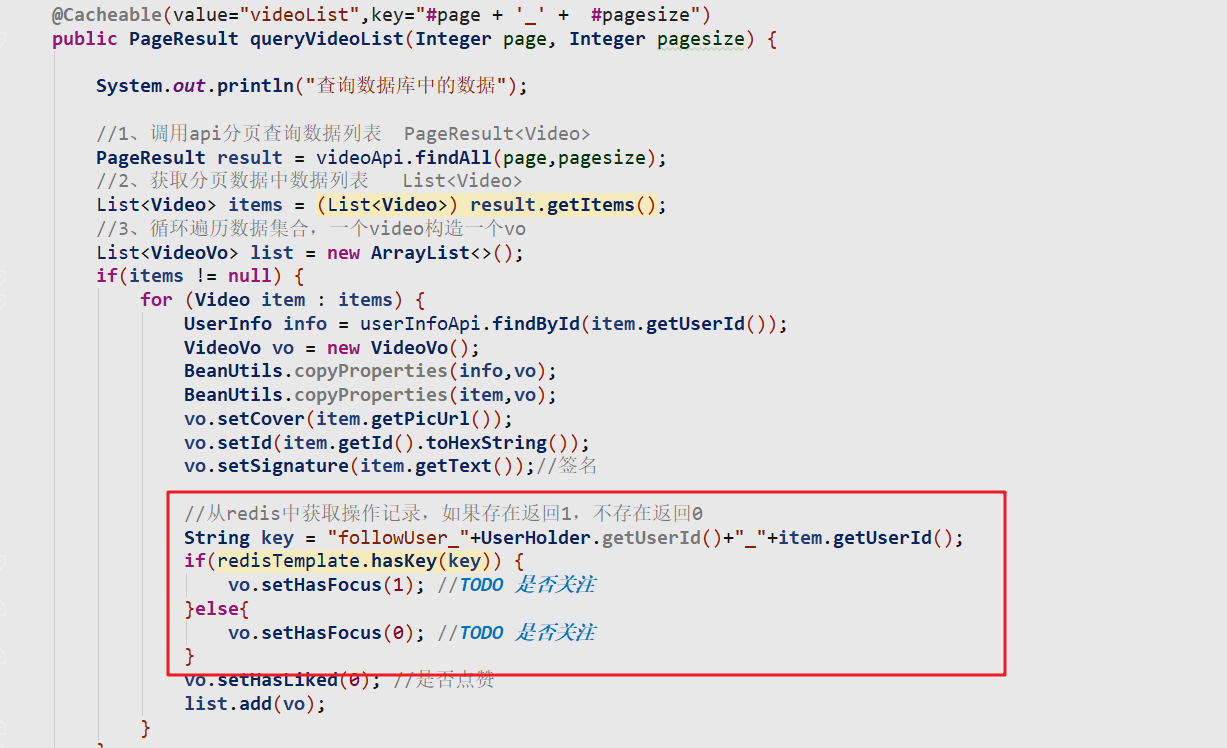 @Cacheable(value="videoList",key="#page + '_' +  #pagesize")
public PageResult queryVideoList(Integer page, Integer pagesize) {
System.out.println("查询数据库中的数据");
//1、调用api分页查询数据列表  PageResult<Video>
PageResult result = videoApi.findAll(page,pagesize);
//2、获取分页数据中数据列表   List<Video>
List<Video> items = (List<Video>) result.getItems();
//3、循环遍历数据集合，一个video构造一个vo
List<VideoVo> list = new ArrayList<>();
if(items != null) {
for (Video item : items) {
UserInfo info = userInfoApi.findById(item.getUserId());
VideoVo vo = new VideoVo();
BeanUtils.copyProperties(info,vo);
BeanUtils.copyProperties(item,vo);
vo.setCover(item.getPicUrl());
vo.setId(item.getId().toHexString());
vo.setSignature(item.getText());//签名
//从redis中获取操作记录，如果存在返回1，不存在返回0
String key = "followUser_"+UserHolder.getUserId()+"_"+item.getUserId();
if(redisTemplate.hasKey(key)) {
vo.setHasFocus(1); //TODO 是否关注
}else{
vo.setHasFocus(0); //TODO 是否关注
}
vo.setHasLiked(0); //是否点赞
list.add(vo);
}
}